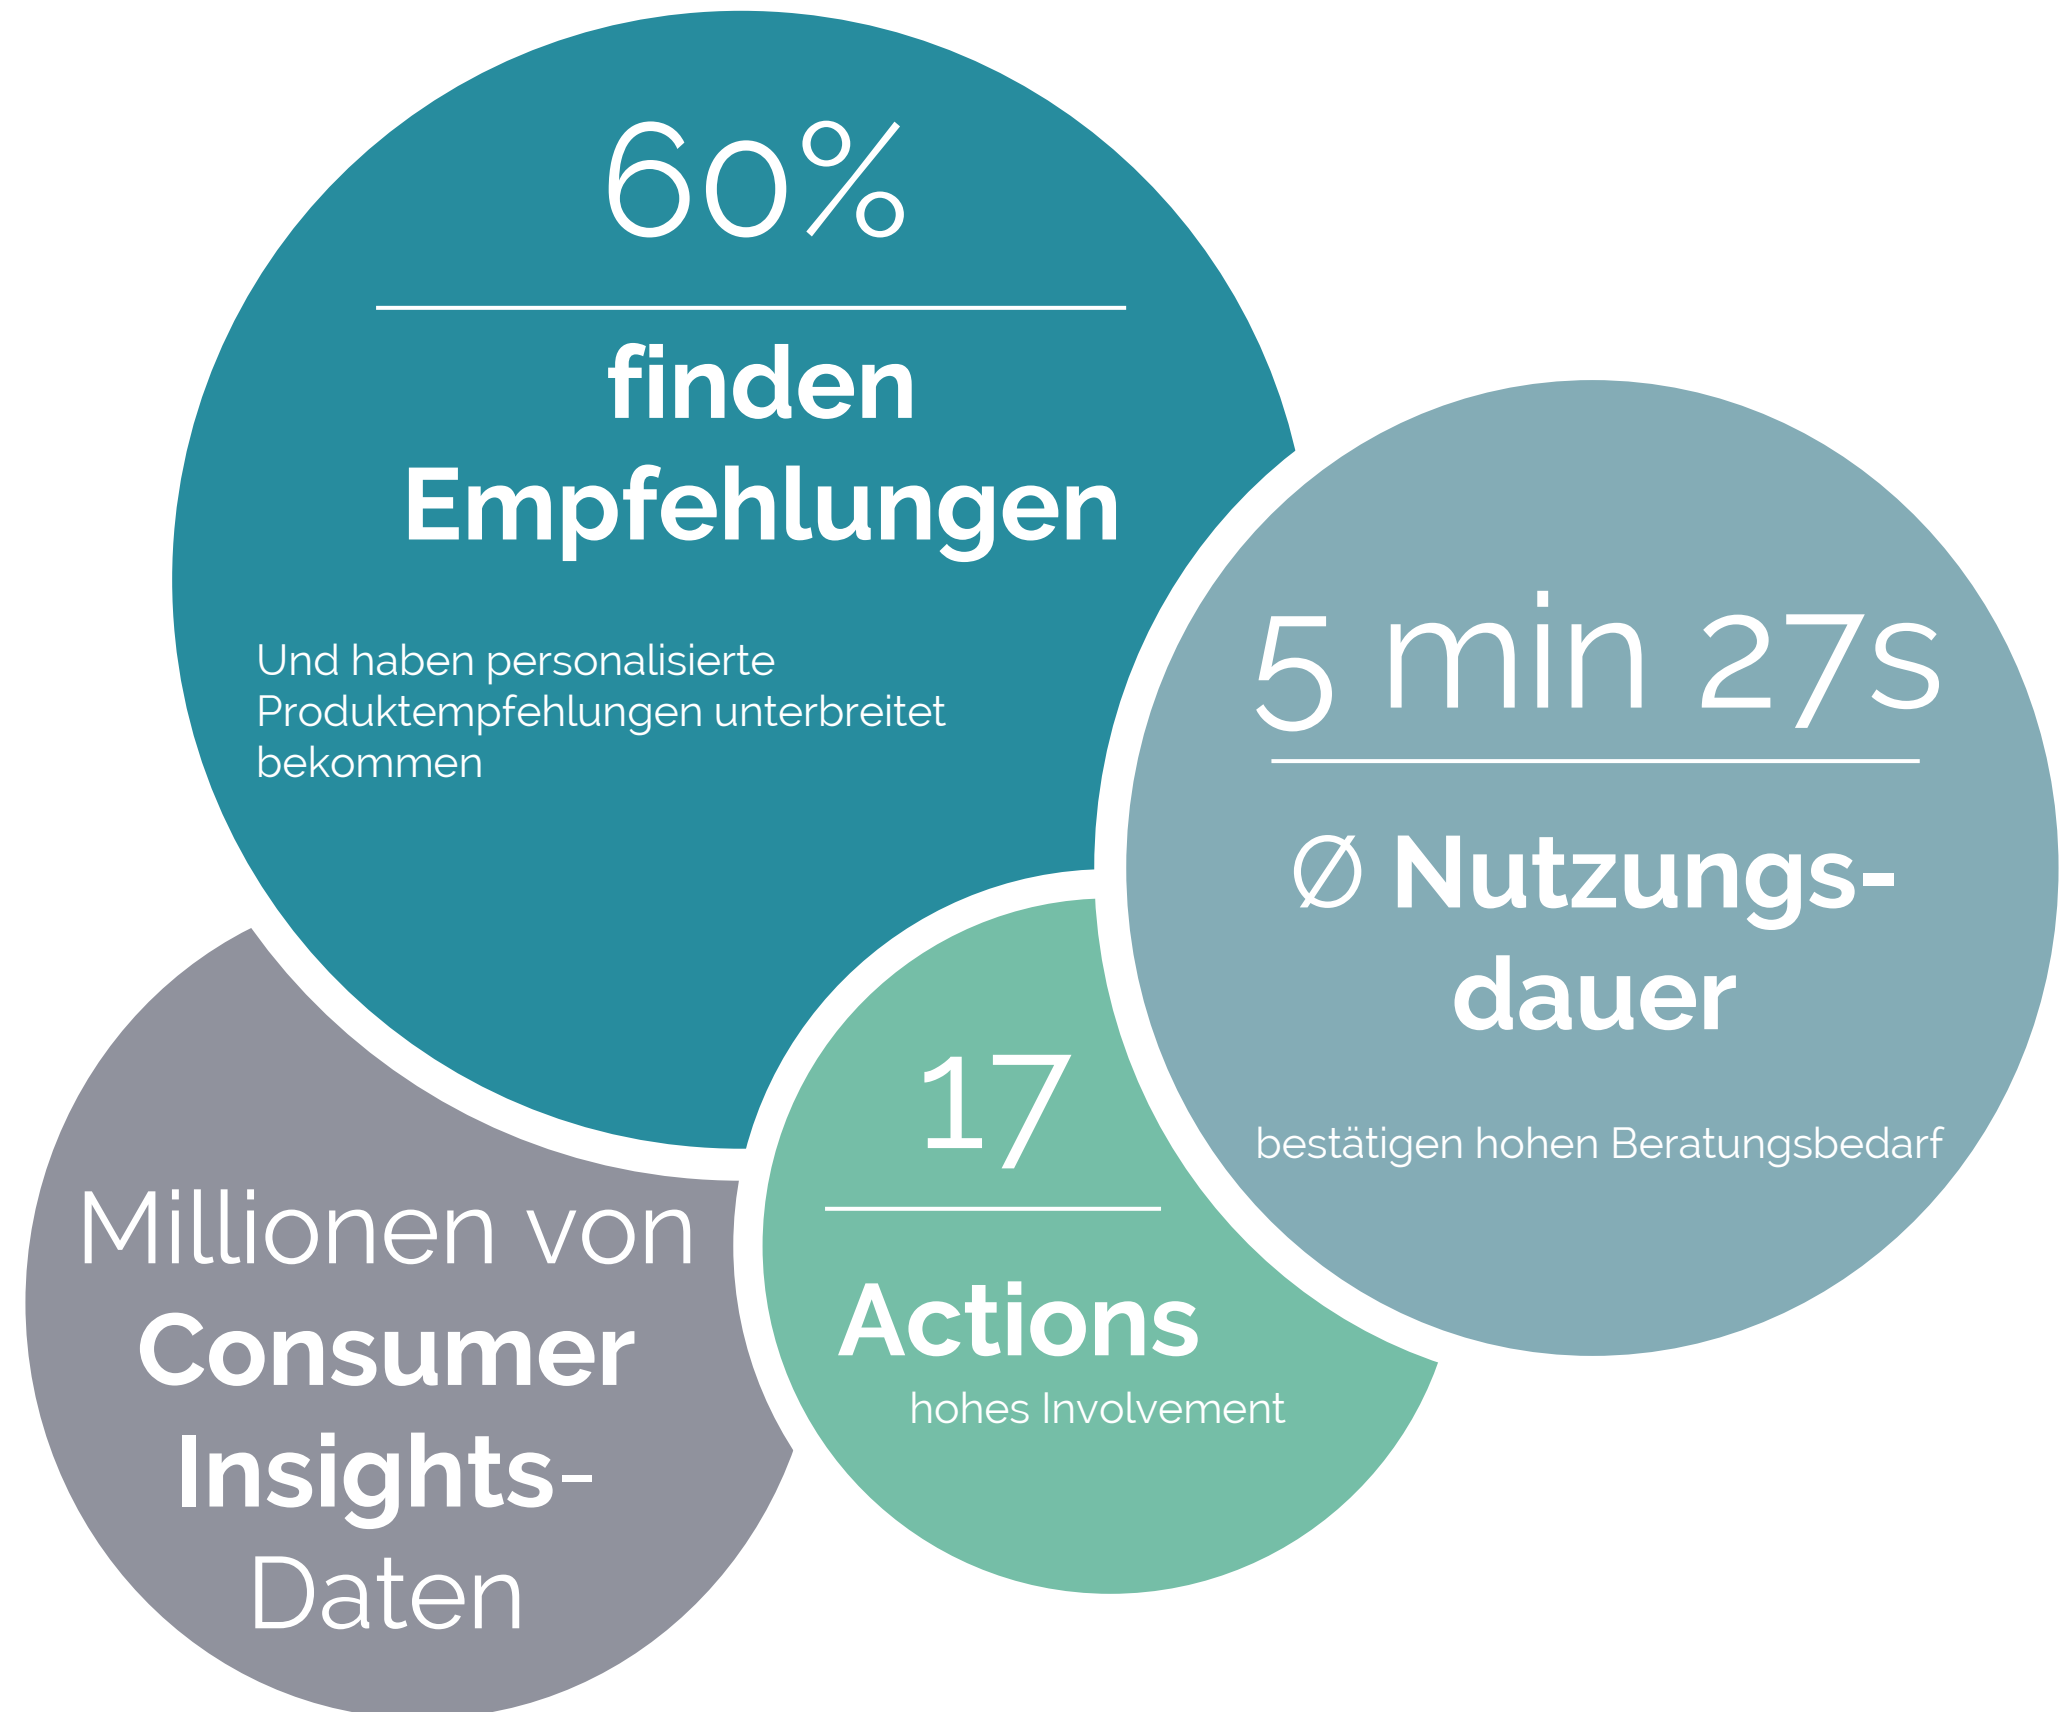 60%
finden
Empfehlungen
Und haben personalisierte
Produktempfehlungen unterbreitet
bekommen
5 min 27s
Ø Nutzungs-
dauer
bestätigen hohen Beratungsbedarf
17
Actions
hohes Involvement
Millionen von
Consumer
Insights-
Daten